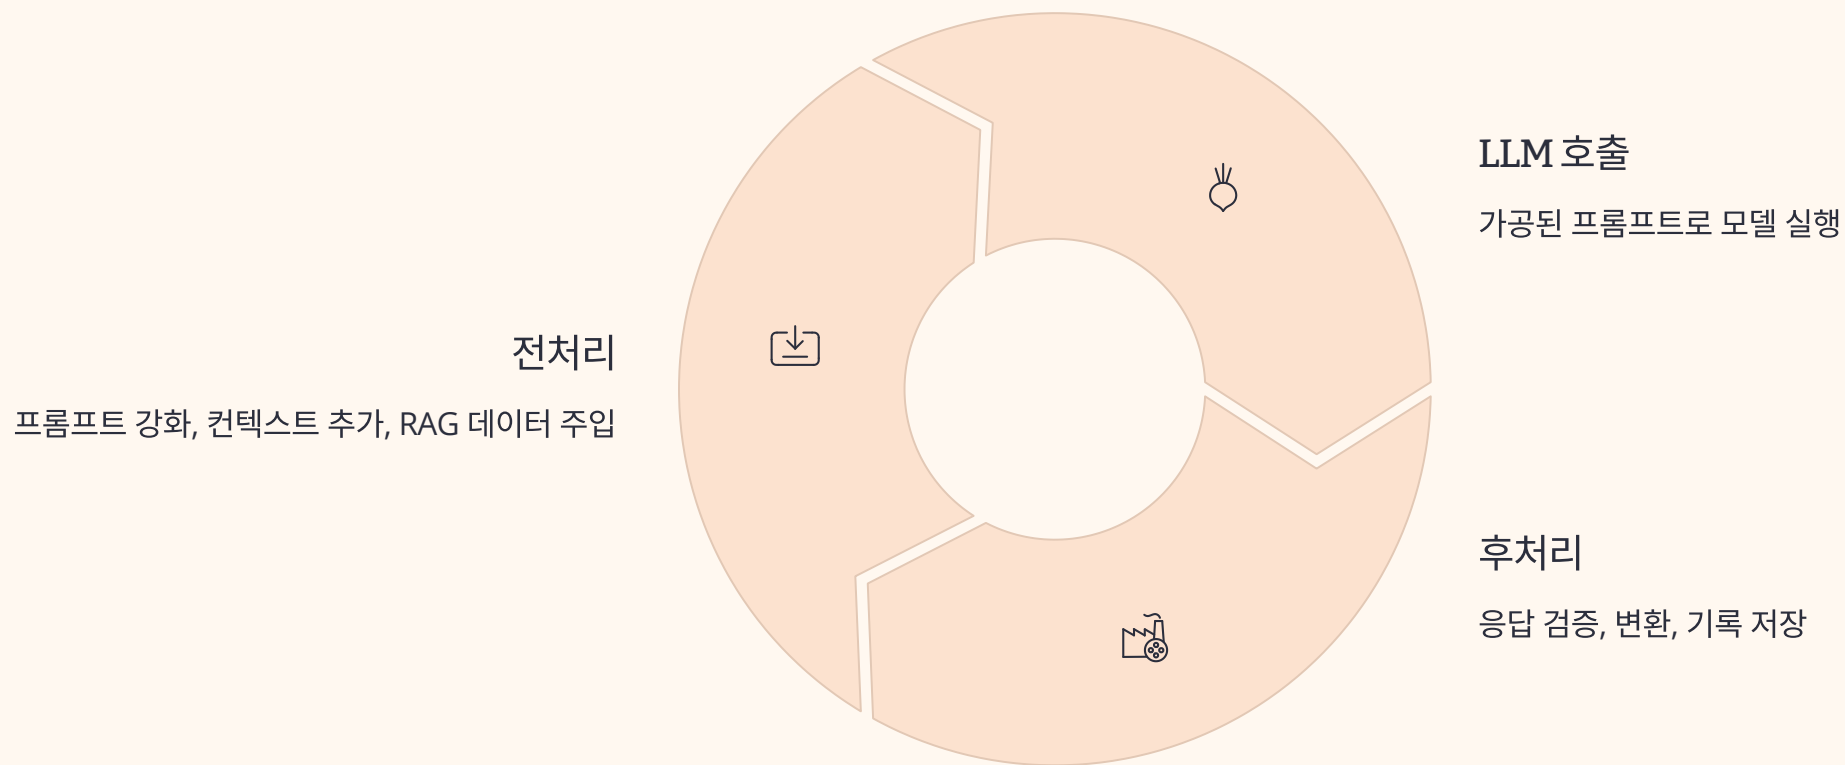 LLM 호출
가공된 프롬프트로 모델 실행
전처리
프롬프트 강화, 컨텍스트 추가, RAG 데이터 주입
후처리
응답 검증, 변환, 기록 저장